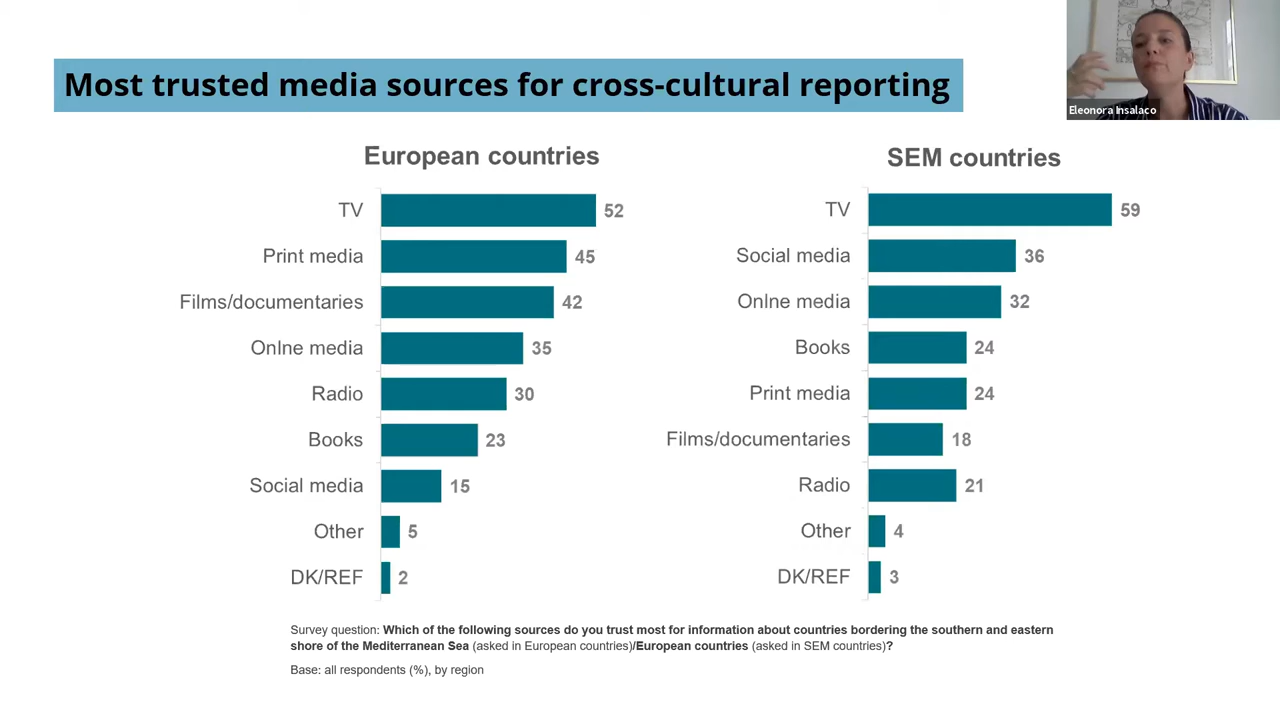 Most trusted media sources for cross-cultural reporting
Eleonora Insalaco
European countries
TV 52
Print media 45
Films/documentaries 42
Onlne media 35
Radio 30
Books 23
Social media 15
Other 5
DK/REF 2
SEM countries
TV 59
Social media 36
Onlne media 32
Books 24
Print media 24
Films/documentaries 18
Radio 21
Other 4
DK/REF 3
Survey question: Which of the following sources do you trust most for information about countries bordering the southern and eastern
shore of the Mediterranean Sea (asked in European countries)/European countries (asked in SEM countries)?
Base: all respondents (%), by region